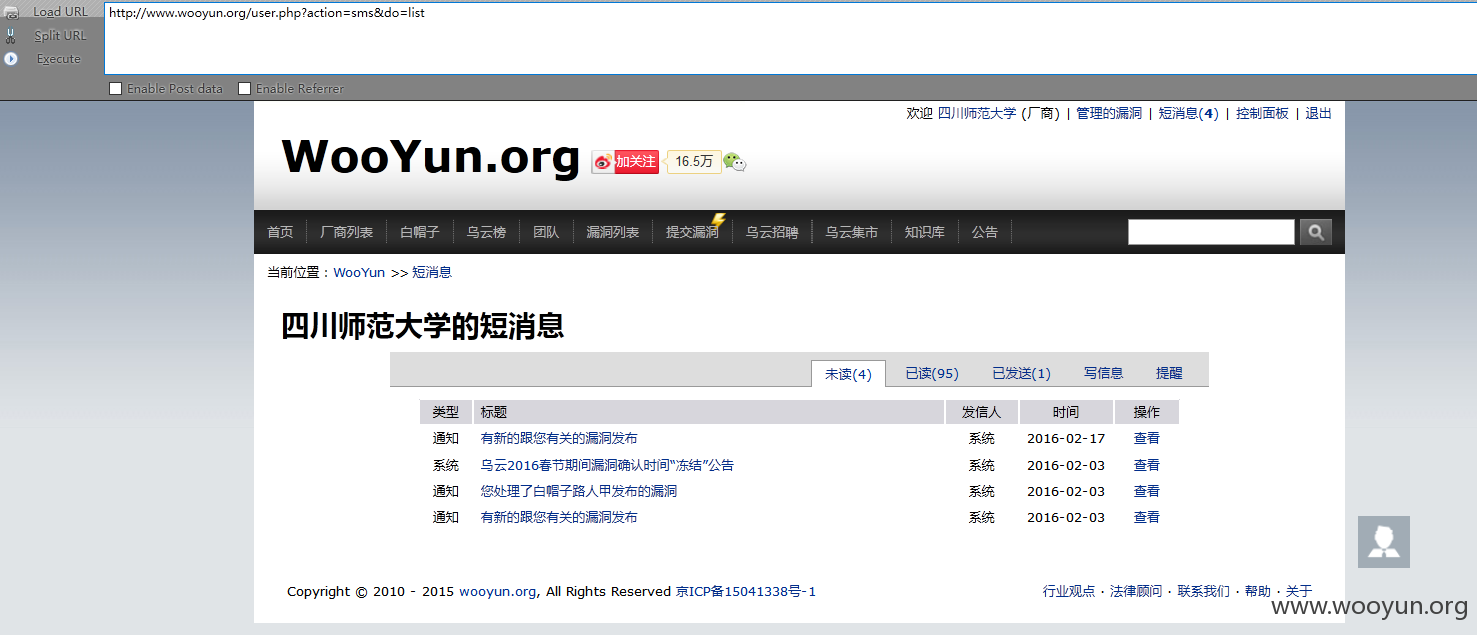 Load URL
http://www.wooyun.org/user.php?action=sms&do=list
Split URL
Execute
Enable Post data Enable Referrer
欢迎 四川师范大学 (厂商) | 管理的漏洞 | 短消息(4) | 控制面板 | 退出
WooYun.org 加关注 16.5万
首页 厂商列表 白帽子 乌云榜 团队 漏洞列表 提交漏洞 乌云招聘 乌云集市 知识库 公告
当前位置：WooYun >> 短消息
四川师范大学的短消息
未读(4) 已读(95) 已发送(1) 写信息 提醒
类型 标题 发信人 时间 操作
通知 有新的跟您有关的漏洞发布 系统 2016-02-17 查看
系统 乌云2016春节期间漏洞确认时间“冻结”公告 系统 2016-02-03 查看
通知 您处理了白帽子路人甲发布的漏洞 系统 2016-02-03 查看
通知 有新的跟您有关的漏洞发布 系统 2016-02-03 查看
Copyright © 2010 - 2015 wooyun.org, All Rights Reserved 京ICP备15041338号-1
行业观点 · 法律顾问 · 联系我们 · 帮助 · 关于
www.wooyun.org